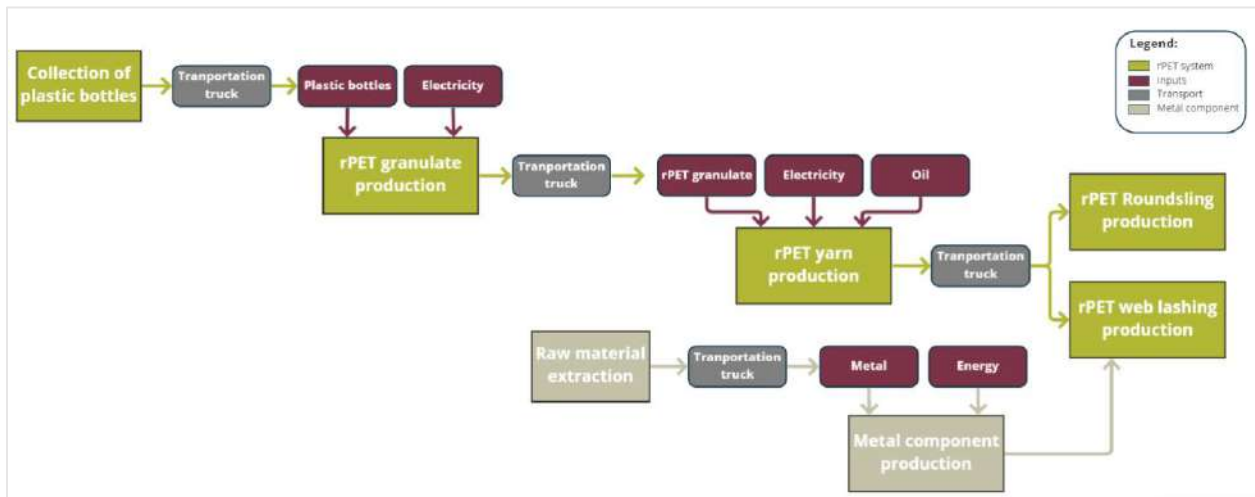 Legend:
rPET system
Inputs
Transport
Metal component
Collection of
plastic bottles
Tranportation
truck
Plastic bottles
Electricity
rPET granulate
production
Tranportation
truck
rPET granulate
Electricity
Oil
rPET yarn
production
Tranportation
truck
rPET Roundsling
production
rPET web lashing
production
Raw material
extraction
Tranportation
truck
Metal
Energy
Metal component
production